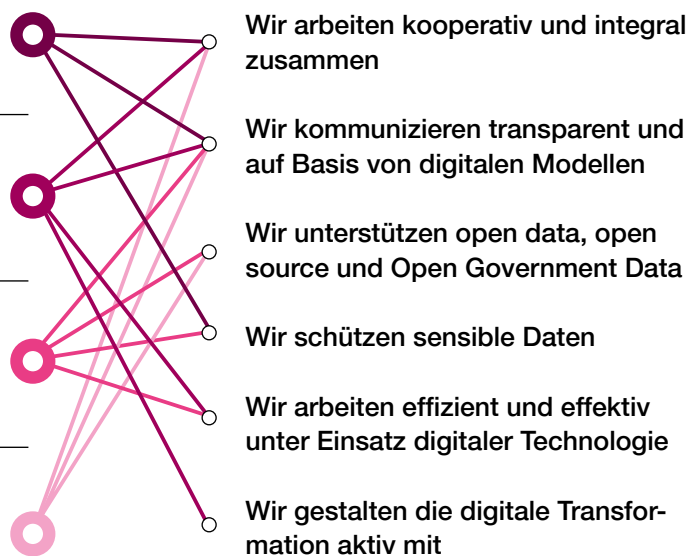 Wir arbeiten kooperativ und integral
zusammen
Wir kommunizieren transparent und
auf Basis von digitalen Modellen
Wir unterstützen open data, open
source und Open Government Data
Wir schützen sensible Daten
Wir arbeiten effizient und effektiv
unter Einsatz digitaler Technologie
Wir gestalten die digitale Transfor-
mation aktiv mit